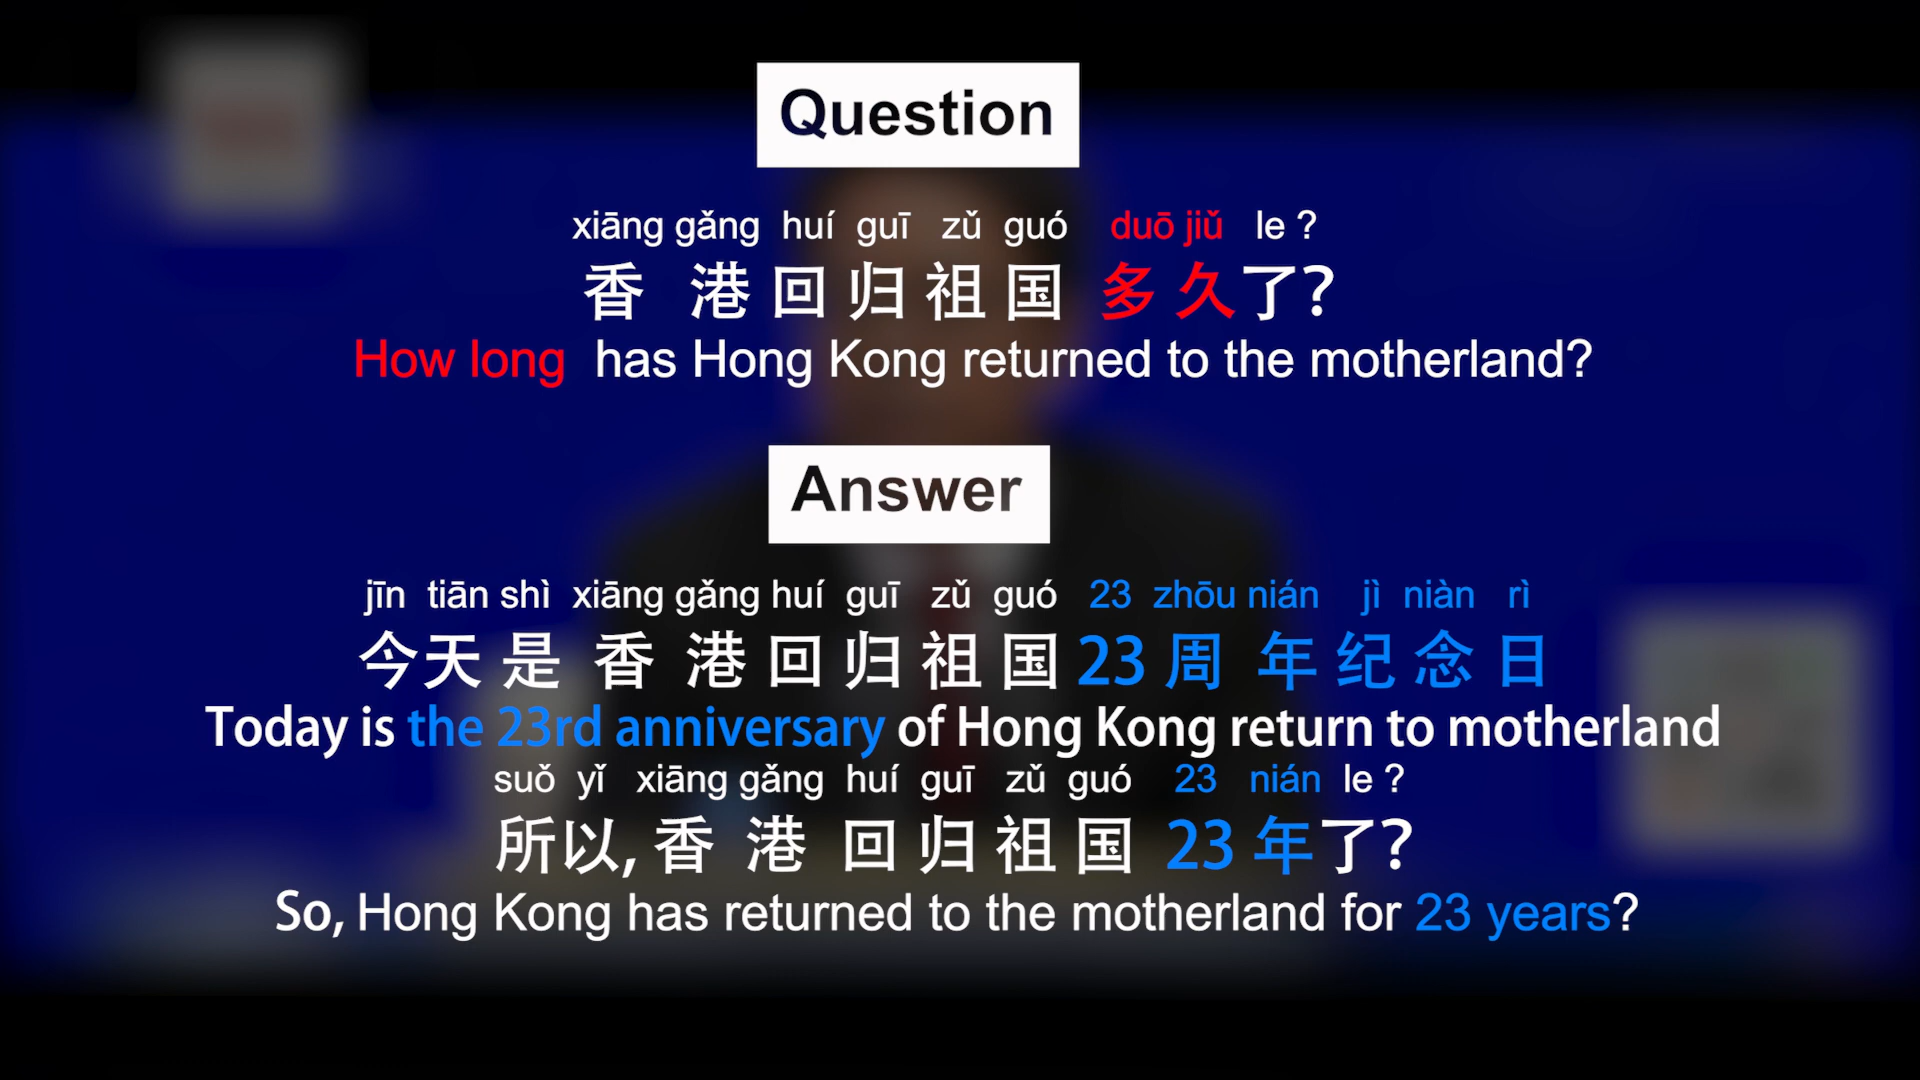 Question
xiāng gǎng huí guī zǔ guó duō jiǔ le ?
香 港 回 归 祖 国 多 久 了?
How long has Hong Kong returned to the motherland?
Answer
jīn tiān shì xiāng gǎng huí guī zǔ guó 23 zhōu nián jì niàn rì
今天 是 香 港 回 归 祖 国 23 周 年 纪 念 日
Today is the 23rd anniversary of Hong Kong return to motherland
suǒ yǐ xiāng gǎng huí guī zǔ guó 23 nián le ?
所以, 香 港 回 归 祖 国 23 年了?
So, Hong Kong has returned to the motherland for 23 years?